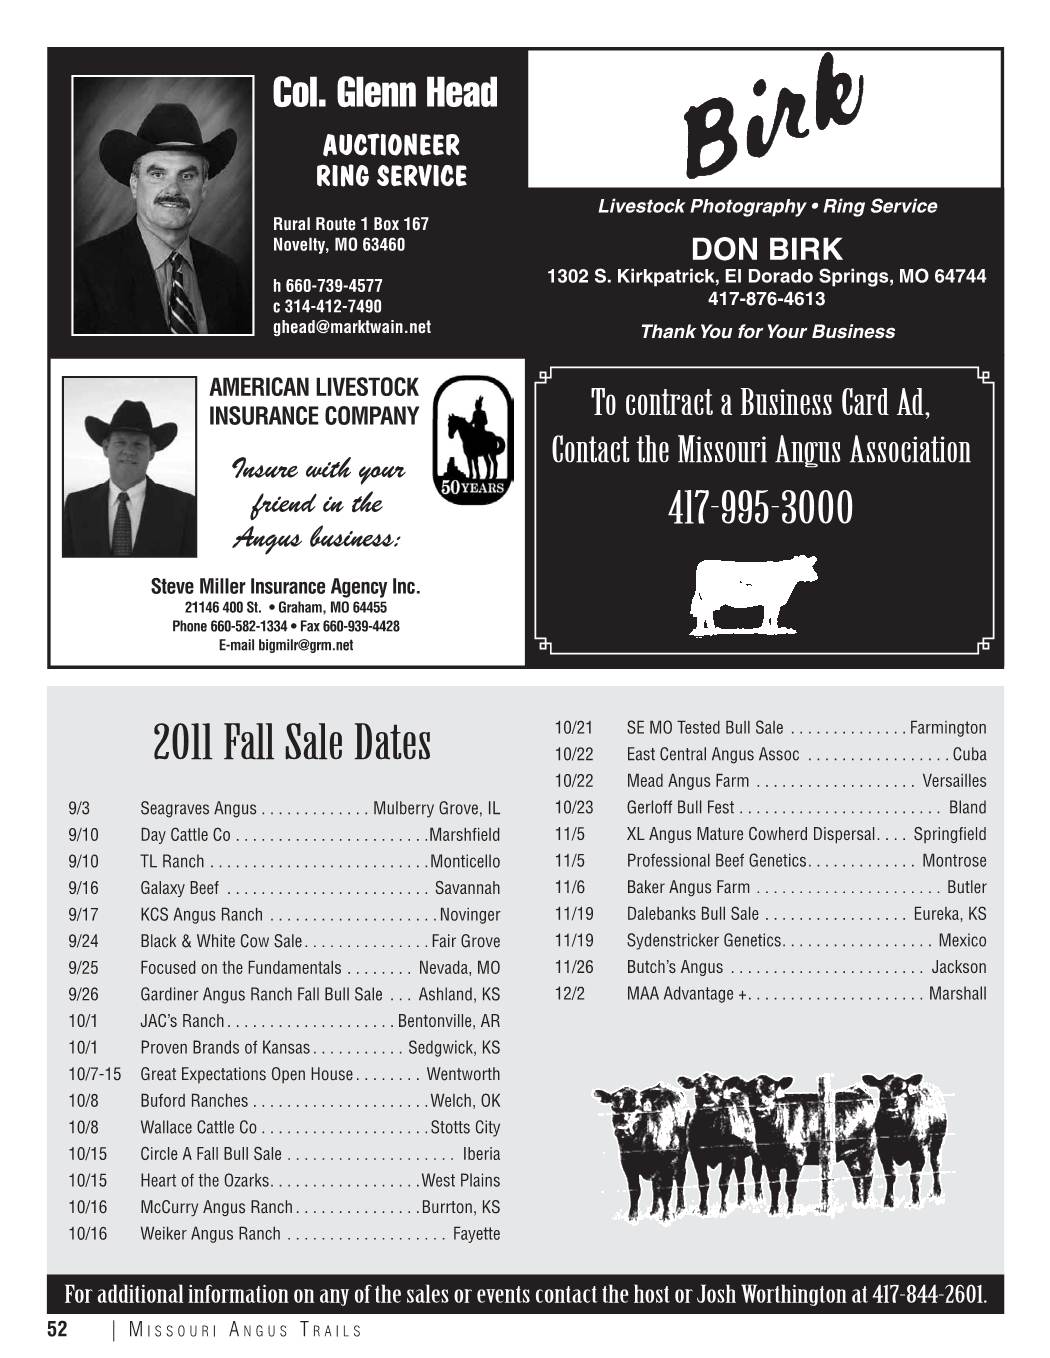 Col. Glenn Head
AUCTIONEER
RING SERVICE
Rural Route 1 Box 167
Novelty, MO 63460
h 660-739-4577
c 314-412-7490
ghead@marktwain.net
Birk
Livestock Photography • Ring Service
DON BIRK
1302 S. Kirkpatrick, El Dorado Springs, MO 64744
417-876-4613
Thank You for Your Business
AMERICAN LIVESTOCK
INSURANCE COMPANY
Insure with your
friend in the
Angus business:
50 YEARS
Steve Miller Insurance Agency Inc.
21146 400 St. • Graham, MO 64455
Phone 660-582-1334 • Fax 660-939-4428
E-mail bigmilr@grm.net
To contract a Business Card Ad,
Contact the Missouri Angus Association
417-995-3000
2011 Fall Sale Dates
9/3 Seagraves Angus . . . . . . . . . . . . . Mulberry Grove, IL
9/10 Day Cattle Co . . . . . . . . . . . . . . . . . . . . . . . Marshfield
9/10 TL Ranch . . . . . . . . . . . . . . . . . . . . . . . . . . Monticello
9/16 Galaxy Beef . . . . . . . . . . . . . . . . . . . . . . . . Savannah
9/17 KCS Angus Ranch . . . . . . . . . . . . . . . . . . . . Novinger
9/24 Black & White Cow Sale . . . . . . . . . . . . . . . Fair Grove
9/25 Focused on the Fundamentals . . . . . . . . Nevada, MO
9/26 Gardiner Angus Ranch Fall Bull Sale . . . Ashland, KS
10/1 JAC's Ranch . . . . . . . . . . . . . . . . . . . . Bentonville, AR
10/1 Proven Brands of Kansas . . . . . . . . . . . Sedgwick, KS
10/7-15 Great Expectations Open House . . . . . . . . Wentworth
10/8 Buford Ranches . . . . . . . . . . . . . . . . . . . . . Welch, OK
10/8 Wallace Cattle Co . . . . . . . . . . . . . . . . . . . . Stotts City
10/15 Circle A Fall Bull Sale . . . . . . . . . . . . . . . . . . . . Iberia
10/15 Heart of the Ozarks . . . . . . . . . . . . . . . . . . West Plains
10/16 McCurry Angus Ranch . . . . . . . . . . . . . . . Burrton, KS
10/16 Weiker Angus Ranch . . . . . . . . . . . . . . . . . . . Fayette
10/21 SE MO Tested Bull Sale . . . . . . . . . . . . . . Farmington
10/22 East Central Angus Assoc . . . . . . . . . . . . . . . . . Cuba
10/22 Mead Angus Farm . . . . . . . . . . . . . . . . . . . Versailles
10/23 Gerloff Bull Fest . . . . . . . . . . . . . . . . . . . . . . . . Bland
11/5 XL Angus Mature Cowherd Dispersal . . . . Springfield
11/5 Professional Beef Genetics . . . . . . . . . . . . . Montrose
11/6 Baker Angus Farm . . . . . . . . . . . . . . . . . . . . . . Butler
11/19 Dalebanks Bull Sale . . . . . . . . . . . . . . . . . Eureka, KS
11/19 Sydenstricker Genetics . . . . . . . . . . . . . . . . . . Mexico
11/26 Butch's Angus . . . . . . . . . . . . . . . . . . . . . . . Jackson
12/2 MAA Advantage + . . . . . . . . . . . . . . . . . . . . . Marshall
For additional information on any of the sales or events contact the host or Josh Worthington at 417-844-2601.
52 | MISSOURI ANGUS TRAILS